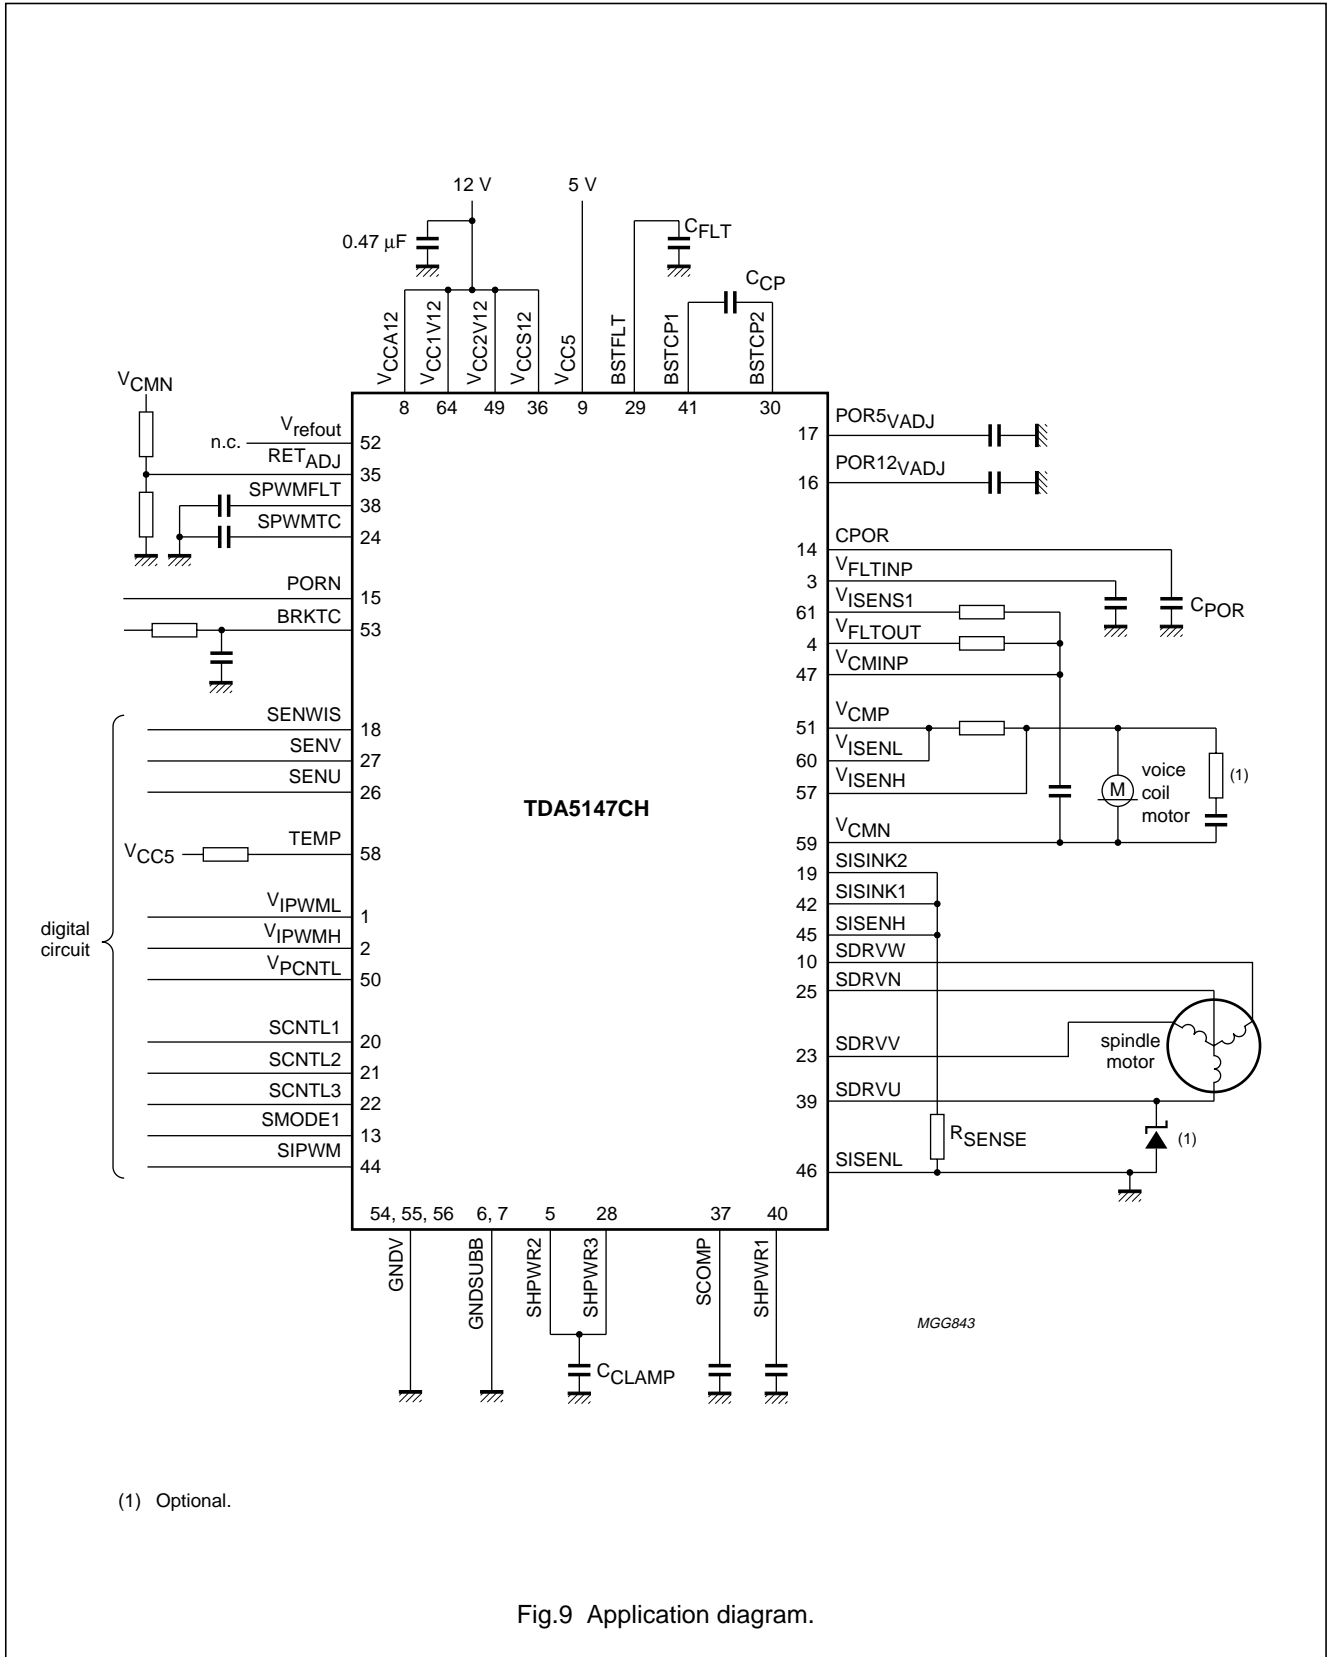 12 V
5 V
0.47 µF
CFLT
CCP
VCCA12
VCC1V12
VCC2V12
VCCS12
VCC5
BSTFLT
BSTCP1
BSTCP2
8
64
49
36
9
29
41
30
VCMN
n.c.
Vrefout
52
RETADJ
35
SPWMFLT
38
SPWMTC
24
PORN
15
BRKTC
53
SENWIS
18
SENV
27
SENU
26
VCC5
TEMP
58
digital
circuit
VIPWML
1
VIPWMH
2
VPCNTL
50
SCNTL1
20
SCNTL2
21
SCNTL3
22
SMODE1
13
SIPWM
44
TDA5147CH
17
POR5VADJ
16
POR12VADJ
14
CPOR
3
VFLTINP
CPOR
61
VISENS1
4
VFLTOUT
47
VCMINP
51
VCMP
60
VISENL
57
VISENH
M
voice
coil
motor
(1)
59
VCMN
19
SISINK2
42
SISINK1
45
SISENH
10
SDRVW
25
SDRVN
23
SDRVV
spindle
motor
39
SDRVU
RSENSE
(1)
46
SISENL
54, 55, 56
6, 7
5
28
37
40
GNDV
GNDSUBB
SHPWR2
SHPWR3
SCOMP
SHPWR1
CCLAMP
MGG843
(1) Optional.
Fig.9 Application diagram.